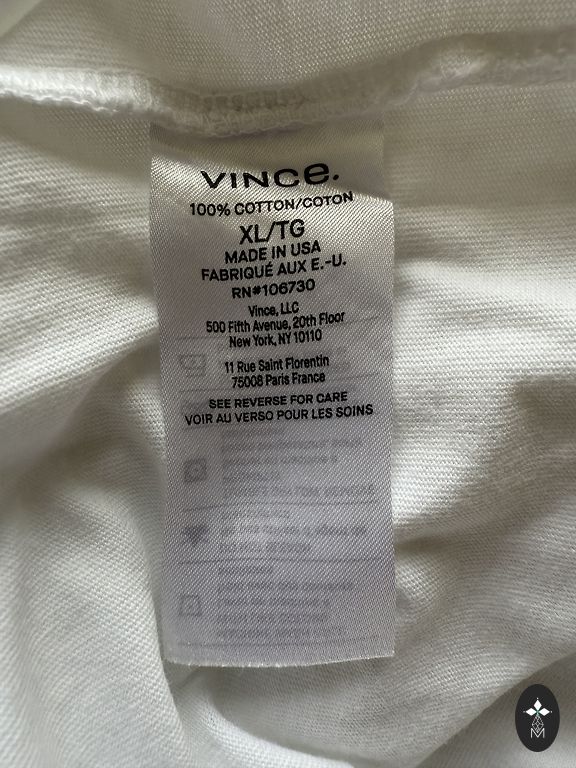 VINCE.
100% COTTON/COTON
XL/TG
MADE IN USA
FABRIQUÉ AUX E.-U.
RN#106730
Vince, LLC
500 Fifth Avenue, 20th Floor
New York, NY 10110
11 Rue Saint Florentin
75008 Paris France
SEE REVERSE FOR CARE
VOIR AU VERSO POUR LES SOINS